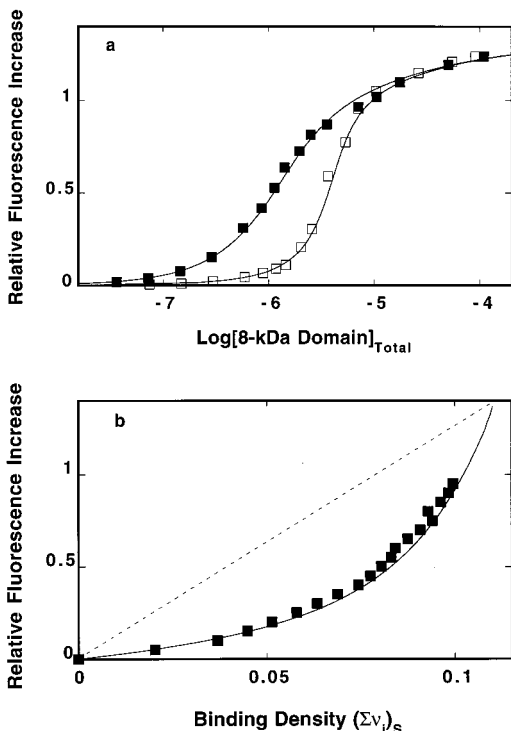 a
Relative Fluorescence Increase
1
0.5
0
-7 -6 -5 -4
Log[8-kDa Domain]Total
b
Relative Fluorescence Increase
1
0.5
0
0 0.05 0.1
Binding Density (Σνi)s